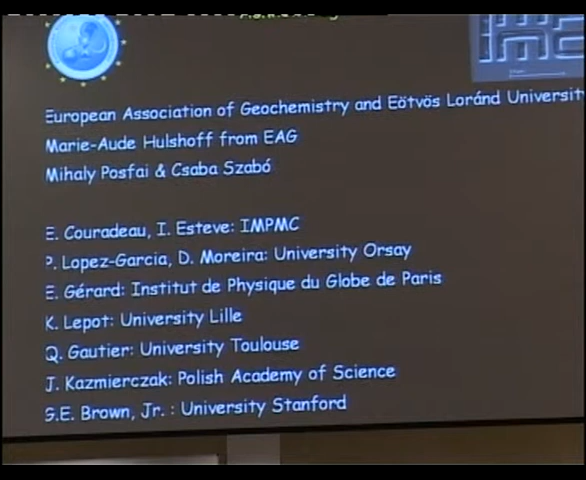 European Association of Geochemistry and Eötvös Loránd Universit
Marie-Aude Hulshoff from EAG
Mihaly Posfai & Csaba Szabó
E. Couradeau, I. Esteve: IMPMC
P. Lopez-Garcia, D. Moreira: University Orsay
E. Gérard: Institut de Physique du Globe de Paris
K. Lepot: University Lille
Q. Gautier: University Toulouse
J. Kazmierczak: Polish Academy of Science
G.E. Brown, Jr. : University Stanford